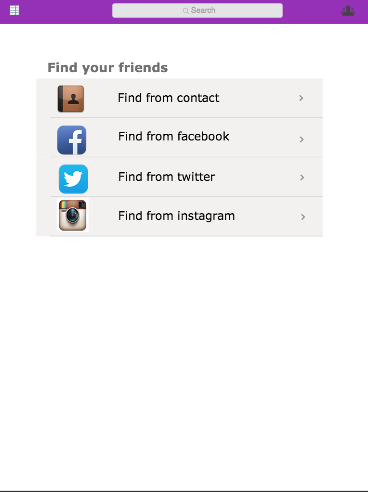 Search
Find your friends
Find from contact
Find from facebook
Find from twitter
Find from instagram